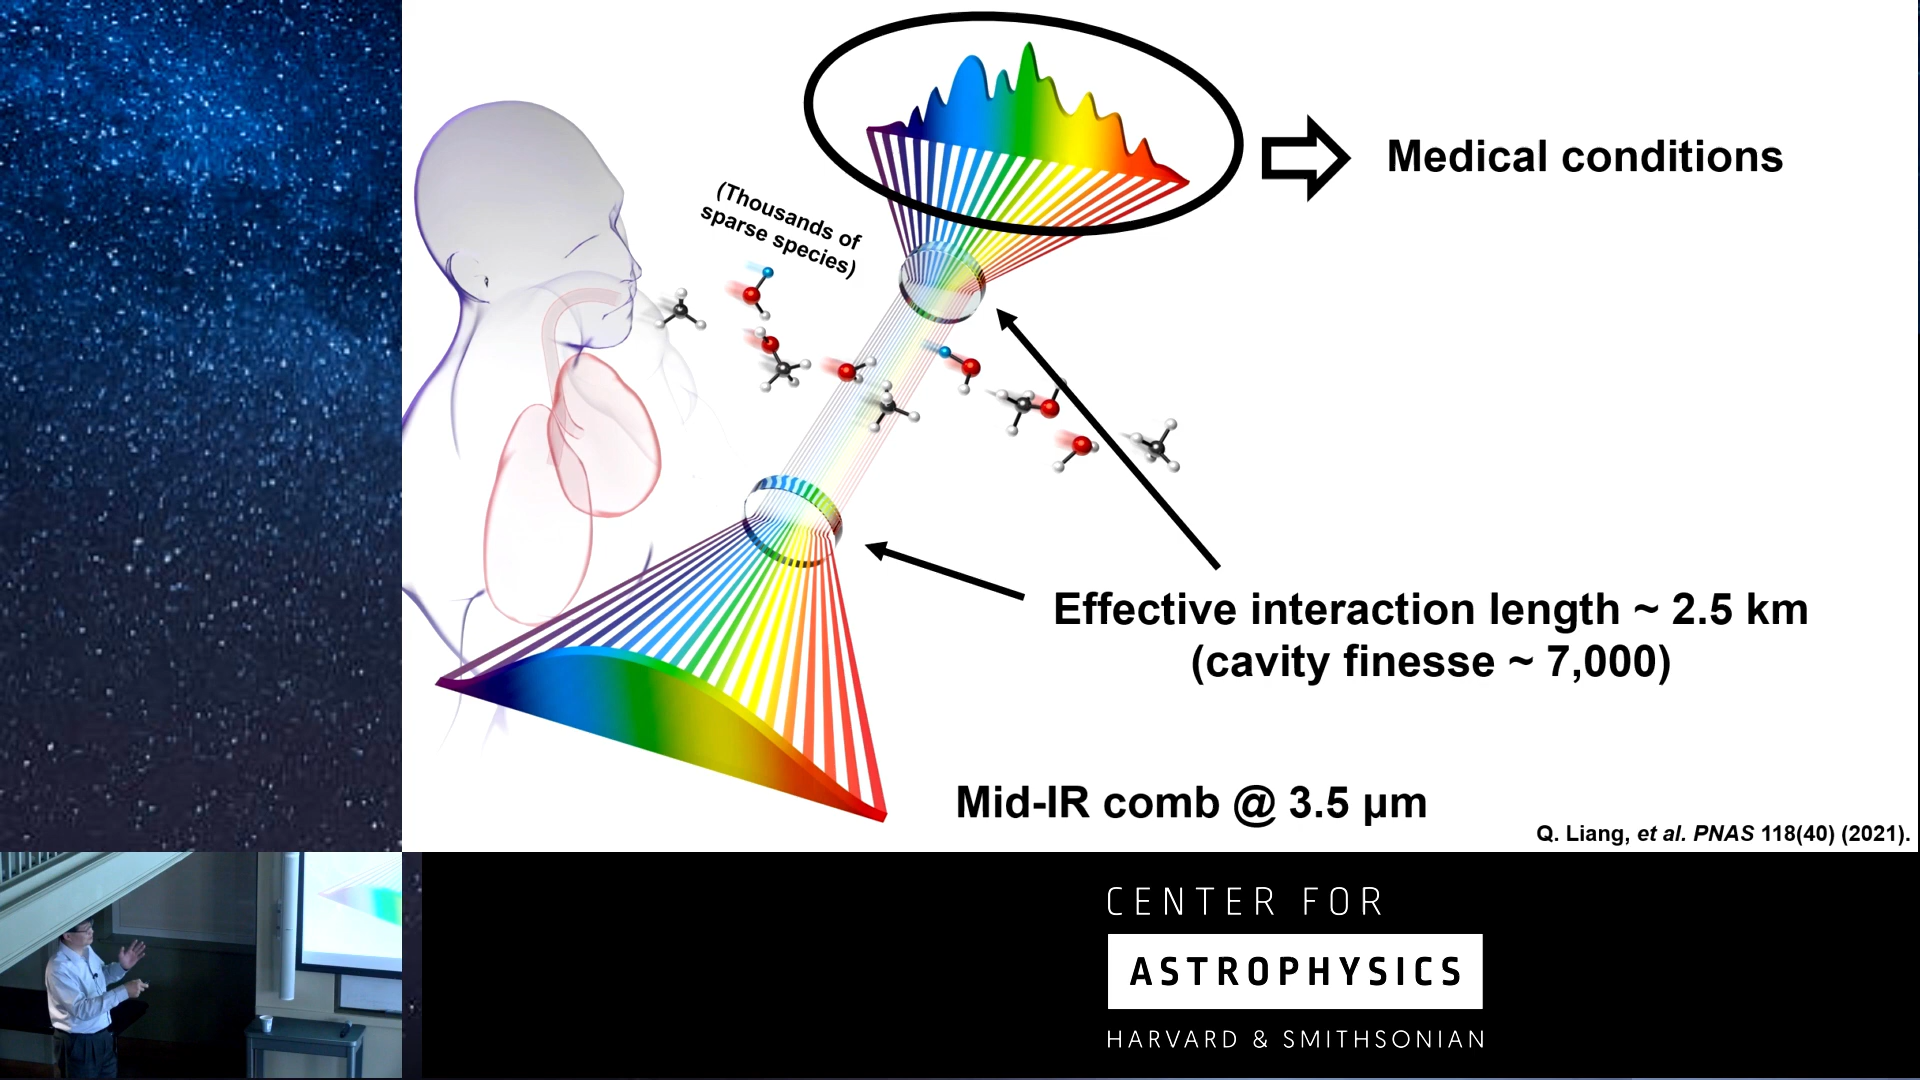 (Thousands of
sparse species)
Medical conditions
Effective interaction length ~ 2.5 km
(cavity finesse ~ 7,000)
Mid-IR comb @ 3.5 µm
Q. Liang, et al. PNAS 118(40) (2021).
CENTER FOR
ASTROPHYSICS
HARVARD & SMITHSONIAN